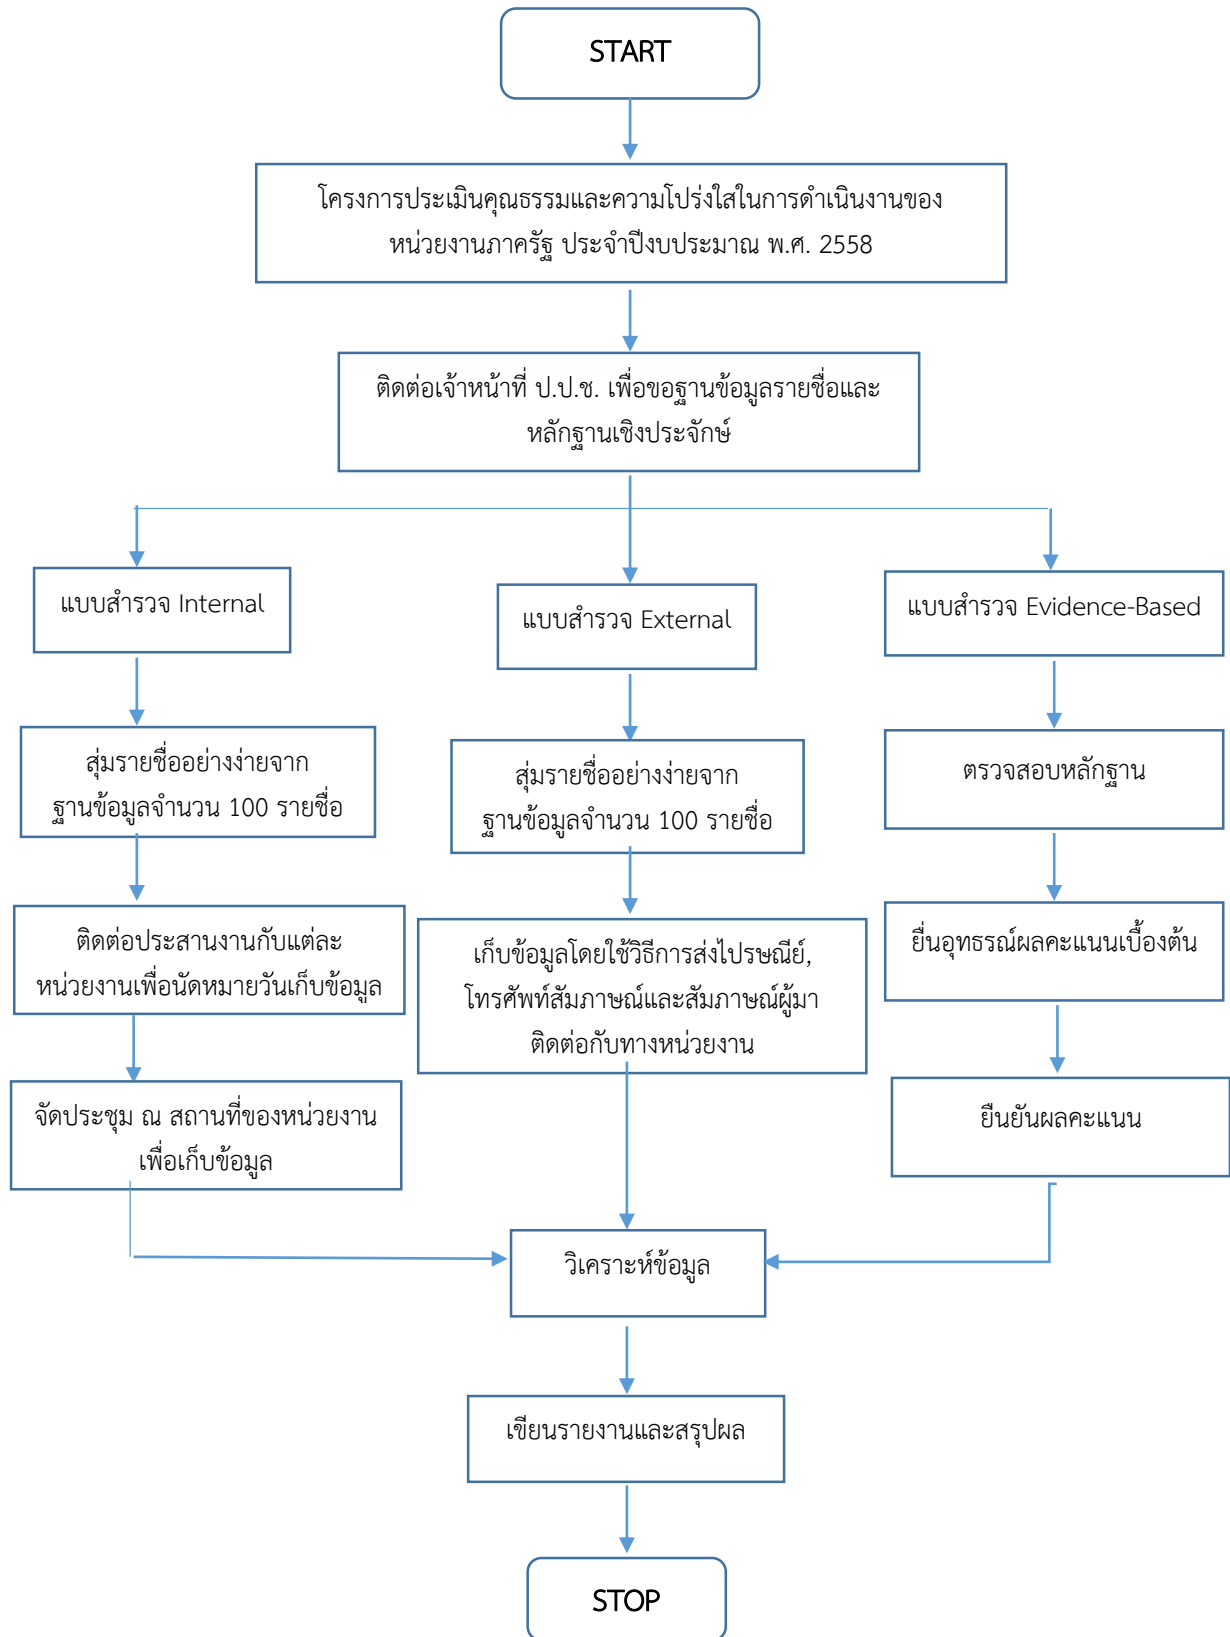 START
โครงการประเมินคุณธรรมและความโปร่งใสในการดำเนินงานของ
หน่วยงานภาครัฐ ประจำปีงบประมาณ พ.ศ. 2558
ติดต่อเจ้าหน้าที่ ป.ป.ช. เพื่อขอฐานข้อมูลรายชื่อและ
หลักฐานเชิงประจักษ์
แบบสำรวจ Internal
สุ่มรายชื่ออย่างง่ายจาก
ฐานข้อมูลจำนวน 100 รายชื่อ
ติดต่อประสานงานกับแต่ละ
หน่วยงานเพื่อนัดหมายวันเก็บข้อมูล
จัดประชุม ณ สถานที่ของหน่วยงาน
เพื่อเก็บข้อมูล
แบบสำรวจ External
สุ่มรายชื่ออย่างง่ายจาก
ฐานข้อมูลจำนวน 100 รายชื่อ
เก็บข้อมูลโดยใช้วิธีการส่งไปรษณีย์,
โทรศัพท์สัมภาษณ์และสัมภาษณ์ผู้มา
ติดต่อกับทางหน่วยงาน
แบบสำรวจ Evidence-Based
ตรวจสอบหลักฐาน
ยื่นอุทธรณ์ผลคะแนนเบื้องต้น
ยืนยันผลคะแนน
วิเคราะห์ข้อมูล
เขียนรายงานและสรุปผล
STOP